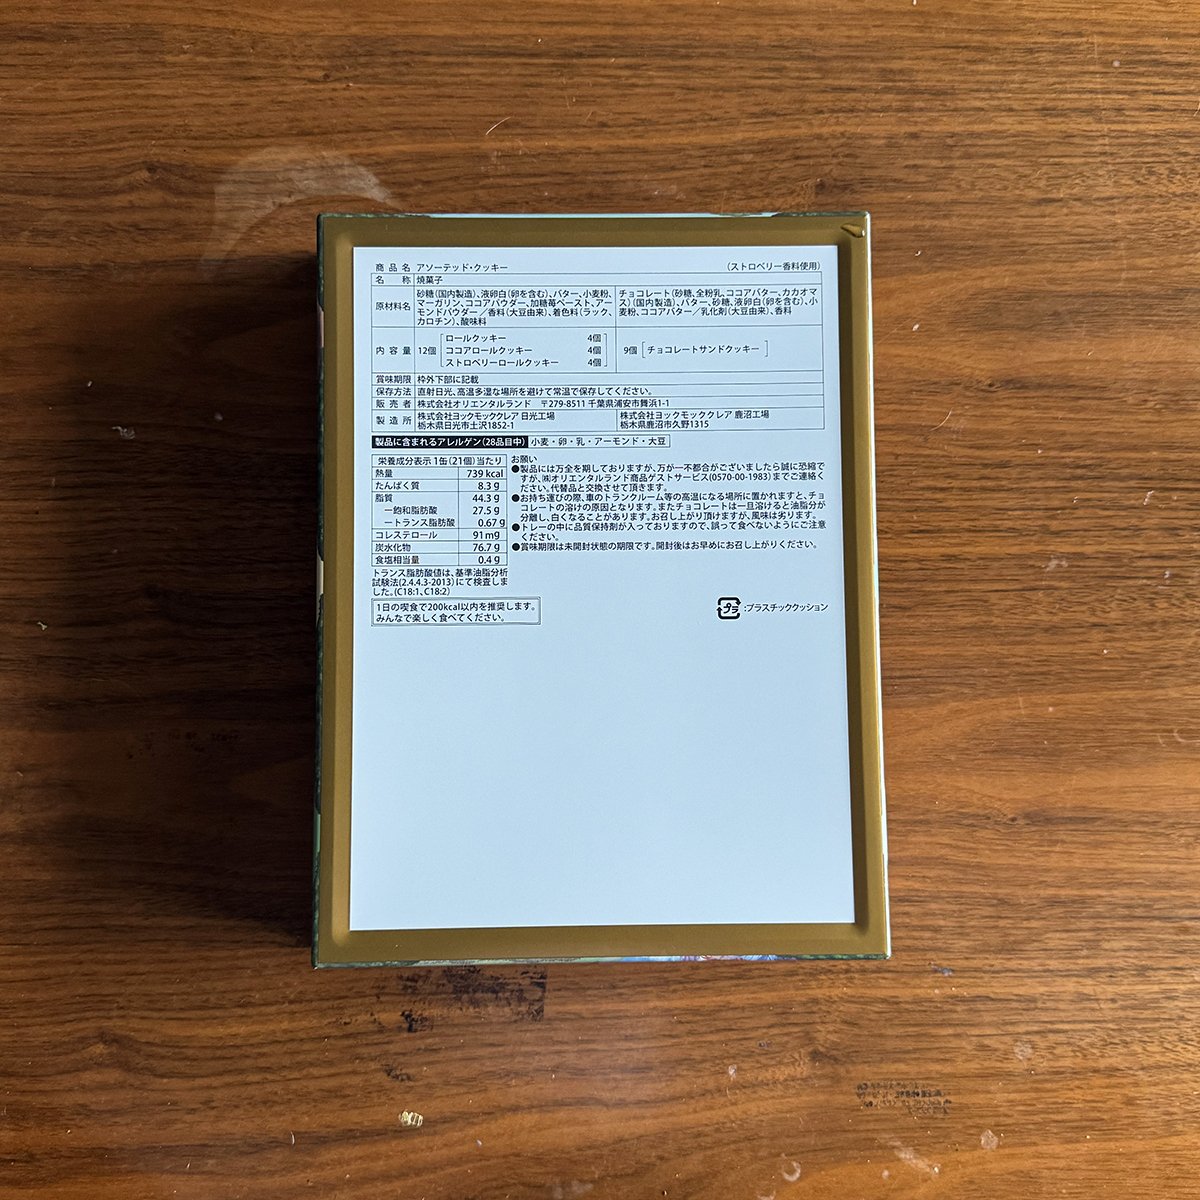 商品名 アソーテッド・クッキー (ストロベリー香料使用)
名称 焼菓子
原材料名
砂糖(国内製造)、液卵白(卵を含む)、バター、小麦粉、
マーガリン、ココアパウダー、加糖苺ペースト、アー
モンドパウダー/香料(大豆由来)、着色料(ラック、
カロチン)、酸味料
チョコレート(砂糖、全粉乳、ココアバター、カカオマ
ス)(国内製造)、バター、砂糖、液卵白(卵を含む)、小
麦粉、ココアバター/乳化剤(大豆由来)、香料
内容量 12個
ロールクッキー 4個
ココアロールクッキー 4個
ストロベリーロールクッキー 4個
9個 チョコレートサンドクッキー
賞味期限 枠外下部に記載
保存方法 直射日光、高温多湿な場所を避けて常温で保存してください。
販売者 株式会社オリエンタルランド 〒279-8511 千葉県浦安市舞浜1-1
製造所
株式会社ヨックモッククレア 日光工場
栃木県日光市土沢1852-1
株式会社ヨックモッククレア 鹿沼工場
栃木県鹿沼市久野1315
製品に含まれるアレルゲン(28品目中) 小麦・卵・乳・アーモンド・大豆
栄養成分表示 1缶(21個)当たり
熱量 739 kcal
たんぱく質 8.3 g
脂質 44.3 g
ー飽和脂肪酸 27.5 g
ートランス脂肪酸 0.67 g
コレステロール 91 mg
炭水化物 76.7 g
食塩相当量 0.4 g
トランス脂肪酸値は、基準油脂分析
試験法(2.4.4.3-2013)にて検査しま
した。(C18:1、C18:2)
1日の喫食で200kcal以内を推奨します。
みんなで楽しく食べてください。
お願い
●製品には万全を期しておりますが、万が一不都合がございましたら誠に恐縮で
すが、㈱オリエンタルランド商品ゲストサービス(0570-00-1983)までご連絡く
ださい。代替品と交換させて頂きます。
●お持ち運びの際、車のトランクルーム等の高温になる場所に置かれますと、チョ
コレートの溶けの原因となります。またチョコレートは一旦溶けると油脂分が
分離し、白くなることがあります。お召し上がり頂けますが、風味は劣ります。
●トレーの中に品質保持剤が入っておりますので、誤って食べないようにご注意
ください。
●賞味期限は未開封状態の期限です。開封後はお早めにお召し上がりください。
プラ :プラスチッククッション